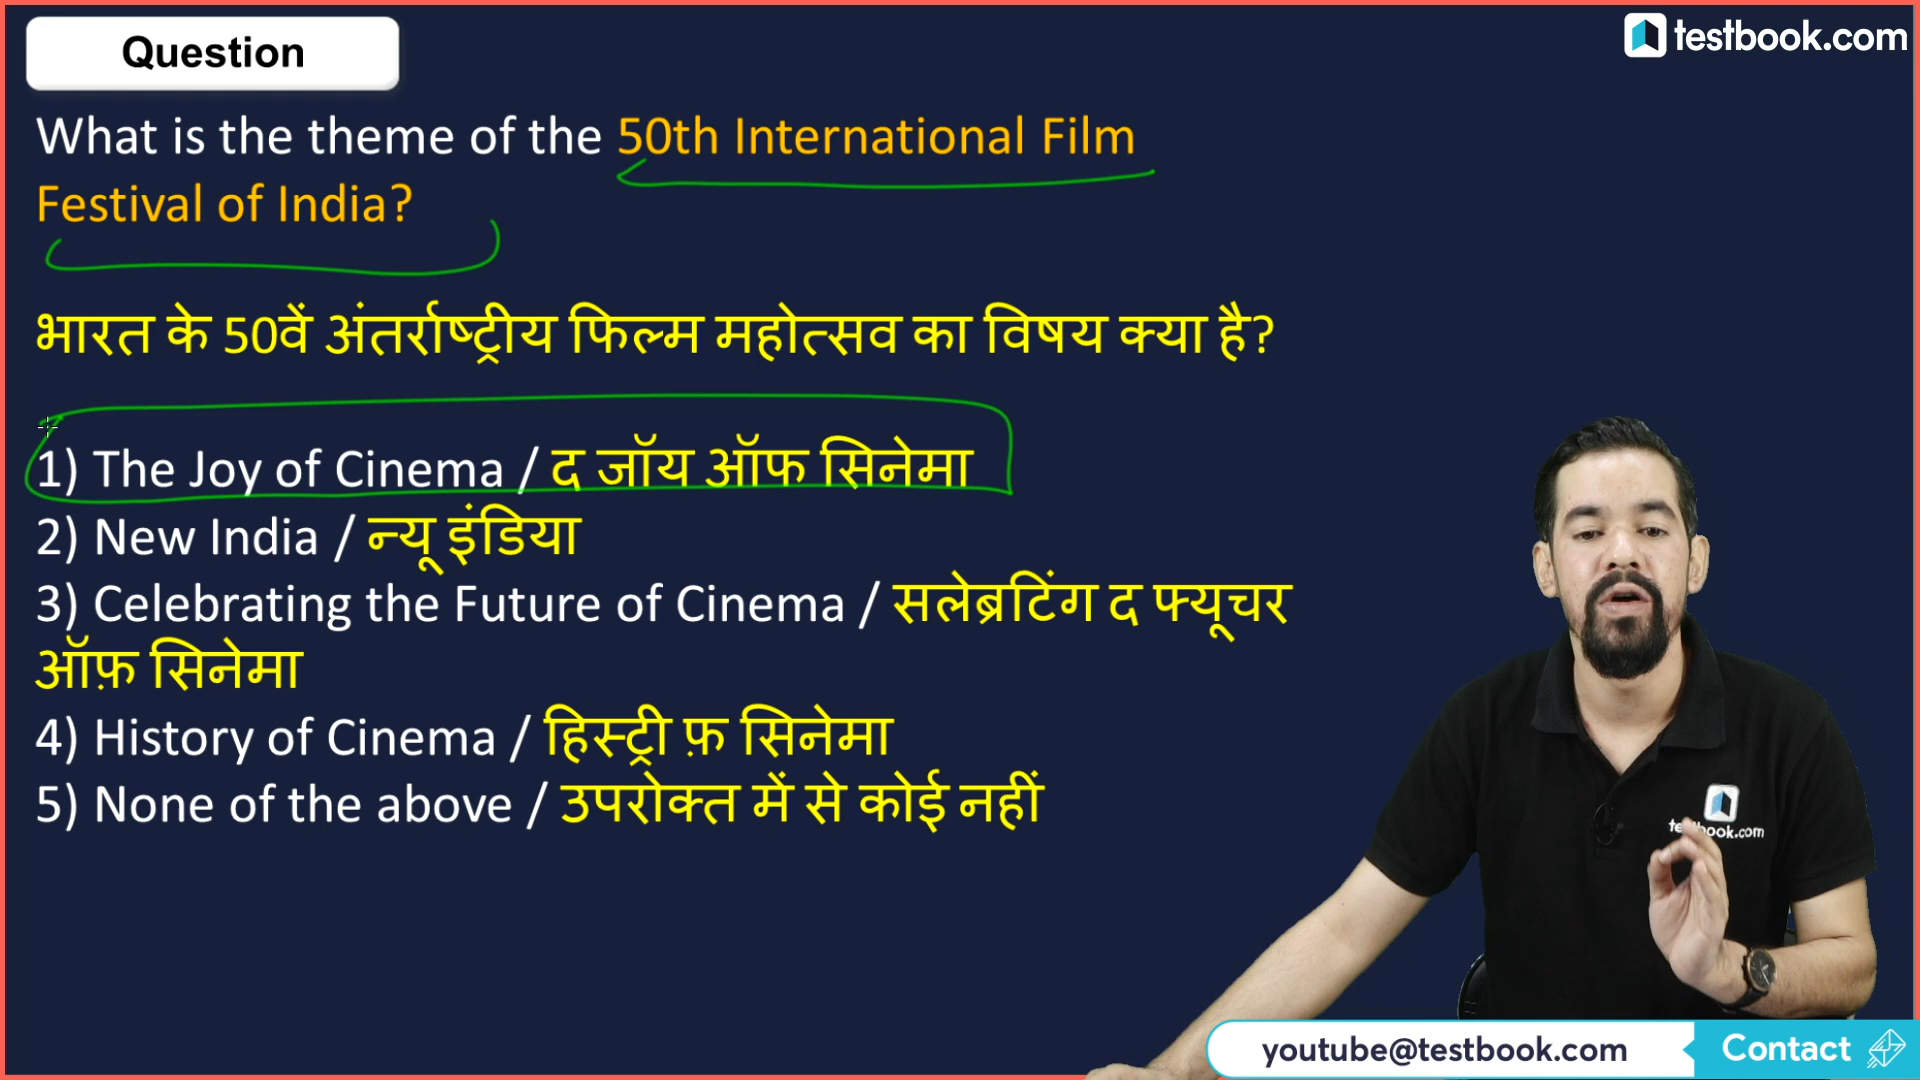 Question
testbook.com
What is the theme of the 50th International Film
Festival of India?
भारत के 50वें अंतर्राष्ट्रीय फिल्म महोत्सव का विषय क्या है?
1) The Joy of Cinema / द जॉय ऑफ सिनेमा
2) New India / न्यू इंडिया
3) Celebrating the Future of Cinema / सलेब्रटिंग द फ्यूचर
ऑफ़ सिनेमा
4) History of Cinema / हिस्ट्री फ़ सिनेमा
5) None of the above / उपरोक्त में से कोई नहीं
testbook.com
youtube@testbook.com
Contact